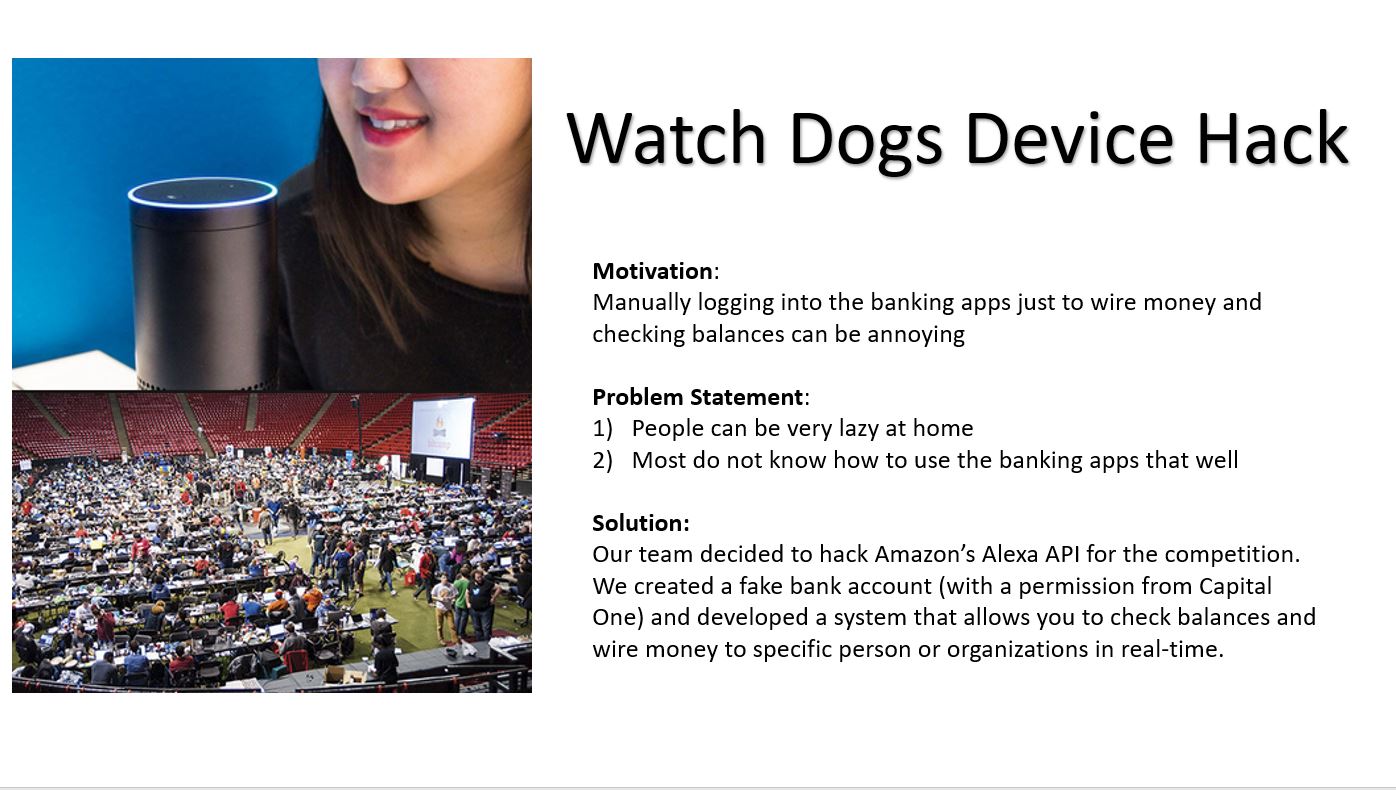 Watch Dogs Device Hack
Motivation:
Manually logging into the banking apps just to wire money and
checking balances can be annoying
Problem Statement:
1) People can be very lazy at home
2) Most do not know how to use the banking apps that well
Solution:
Our team decided to hack Amazon’s Alexa API for the competition.
We created a fake bank account (with a permission from Capital
One) and developed a system that allows you to check balances and
wire money to specific person or organizations in real-time.